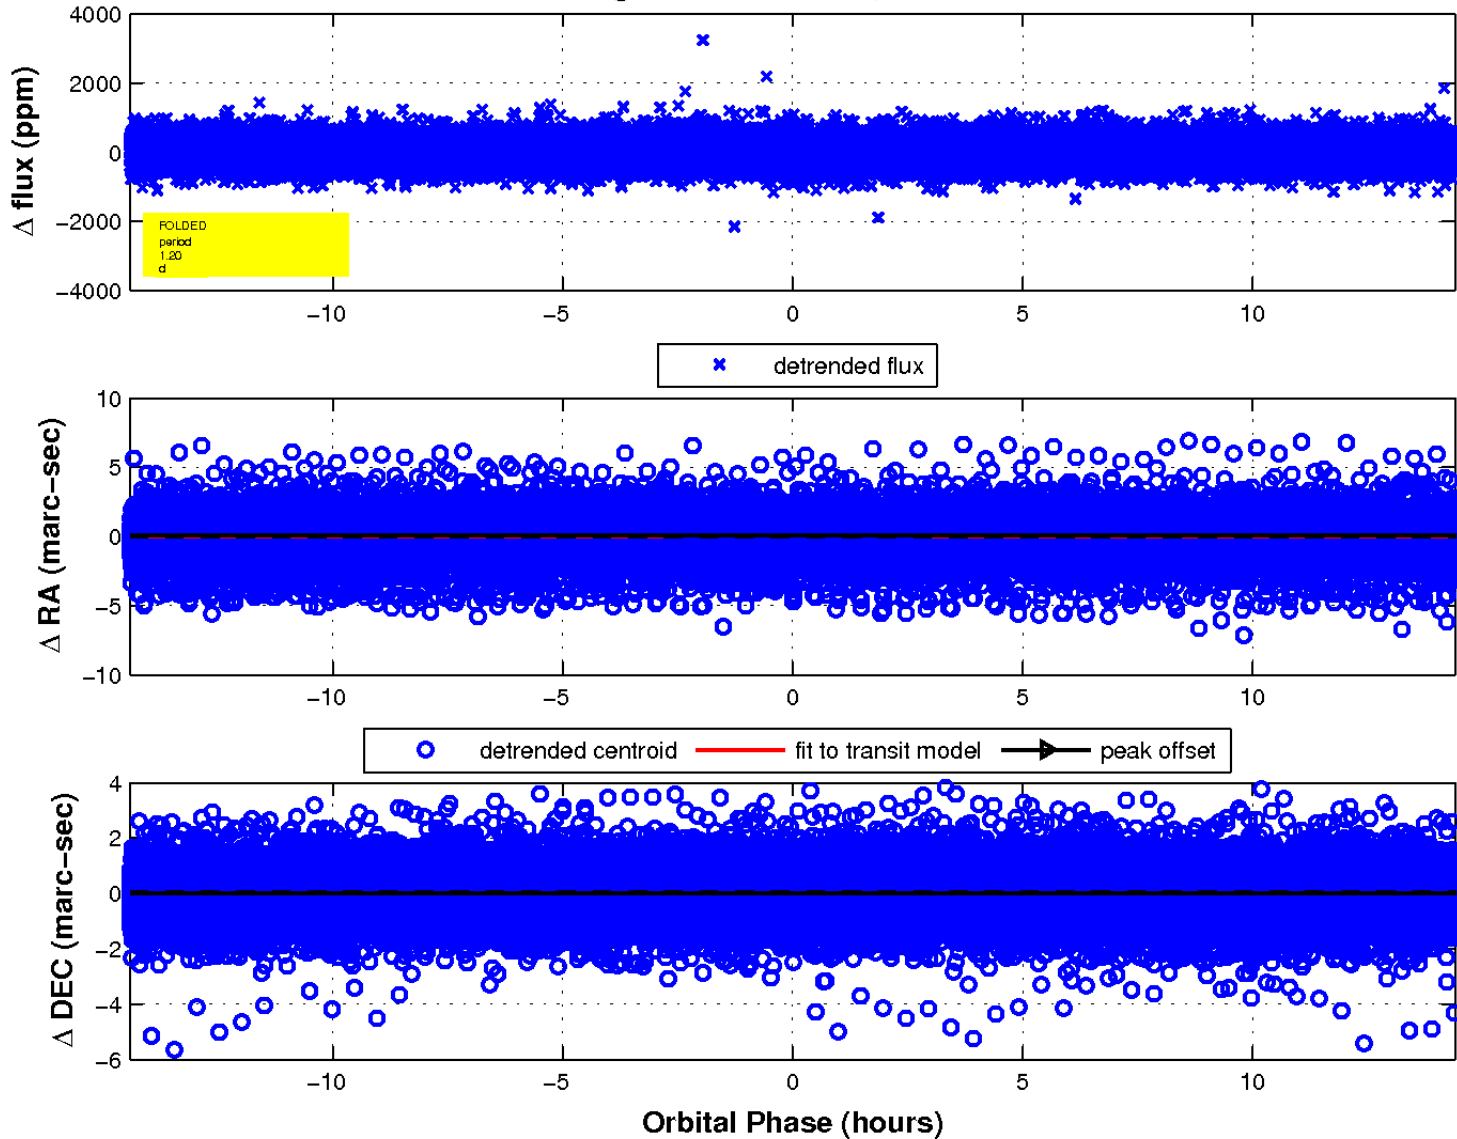 4000
2000
0
−2000
−4000
Δ flux (ppm)
FOLDED
period
1.20
d
−10
−5
0
5
10
detrended flux
10
5
0
−5
−10
Δ RA (marc−sec)
−10
−5
0
5
10
detrended centroid
fit to transit model
peak offset
4
2
0
−2
−4
−6
Δ DEC (marc−sec)
−10
−5
0
5
10
Orbital Phase (hours)